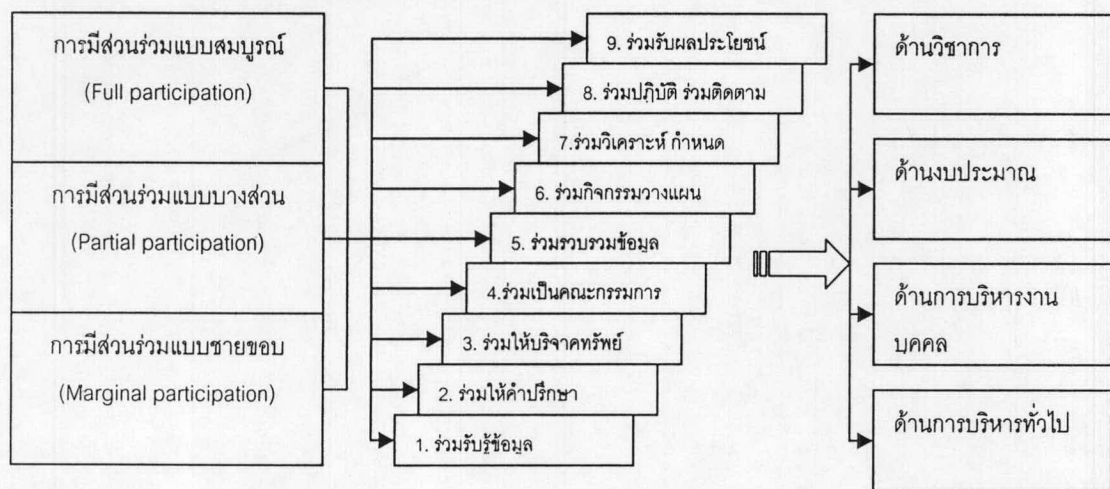 การมีส่วนร่วมแบบสมบูรณ์
(Full participation)
การมีส่วนร่วมแบบบางส่วน
(Partial participation)
การมีส่วนร่วมแบบชายขอบ
(Marginal participation)
9. ร่วมรับผลประโยชน์
8. ร่วมปฏิบัติ ร่วมติดตาม
7.ร่วมวิเคราะห์ กำหนด
6. ร่วมกิจกรรมวางแผน
5. ร่วมรวบรวมข้อมูล
4.ร่วมเป็นคณะกรรมการ
3. ร่วมให้บริจาคทรัพย์
2. ร่วมให้คำปรึกษา
1. ร่วมรับรู้ข้อมูล
ด้านวิชาการ
ด้านงบประมาณ
ด้านการบริหารงาน
บุคคล
ด้านการบริหารทั่วไป